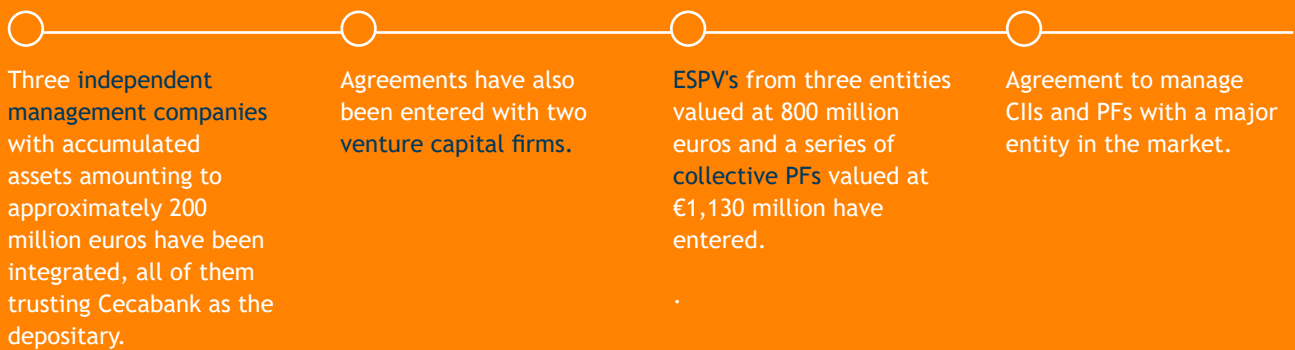 Three independent
management companies
with accumulated
assets amounting to
approximately 200
million euros have been
integrated, all of them
trusting Cecabank as the
depositary.
Agreements have also
been entered with two
venture capital firms.
ESPV's from three entities
valued at 800 million
euros and a series of
collective PFs valued at
€1,130 million have
entered.
.
Agreement to manage
CIIs and PFs with a major
entity in the market.